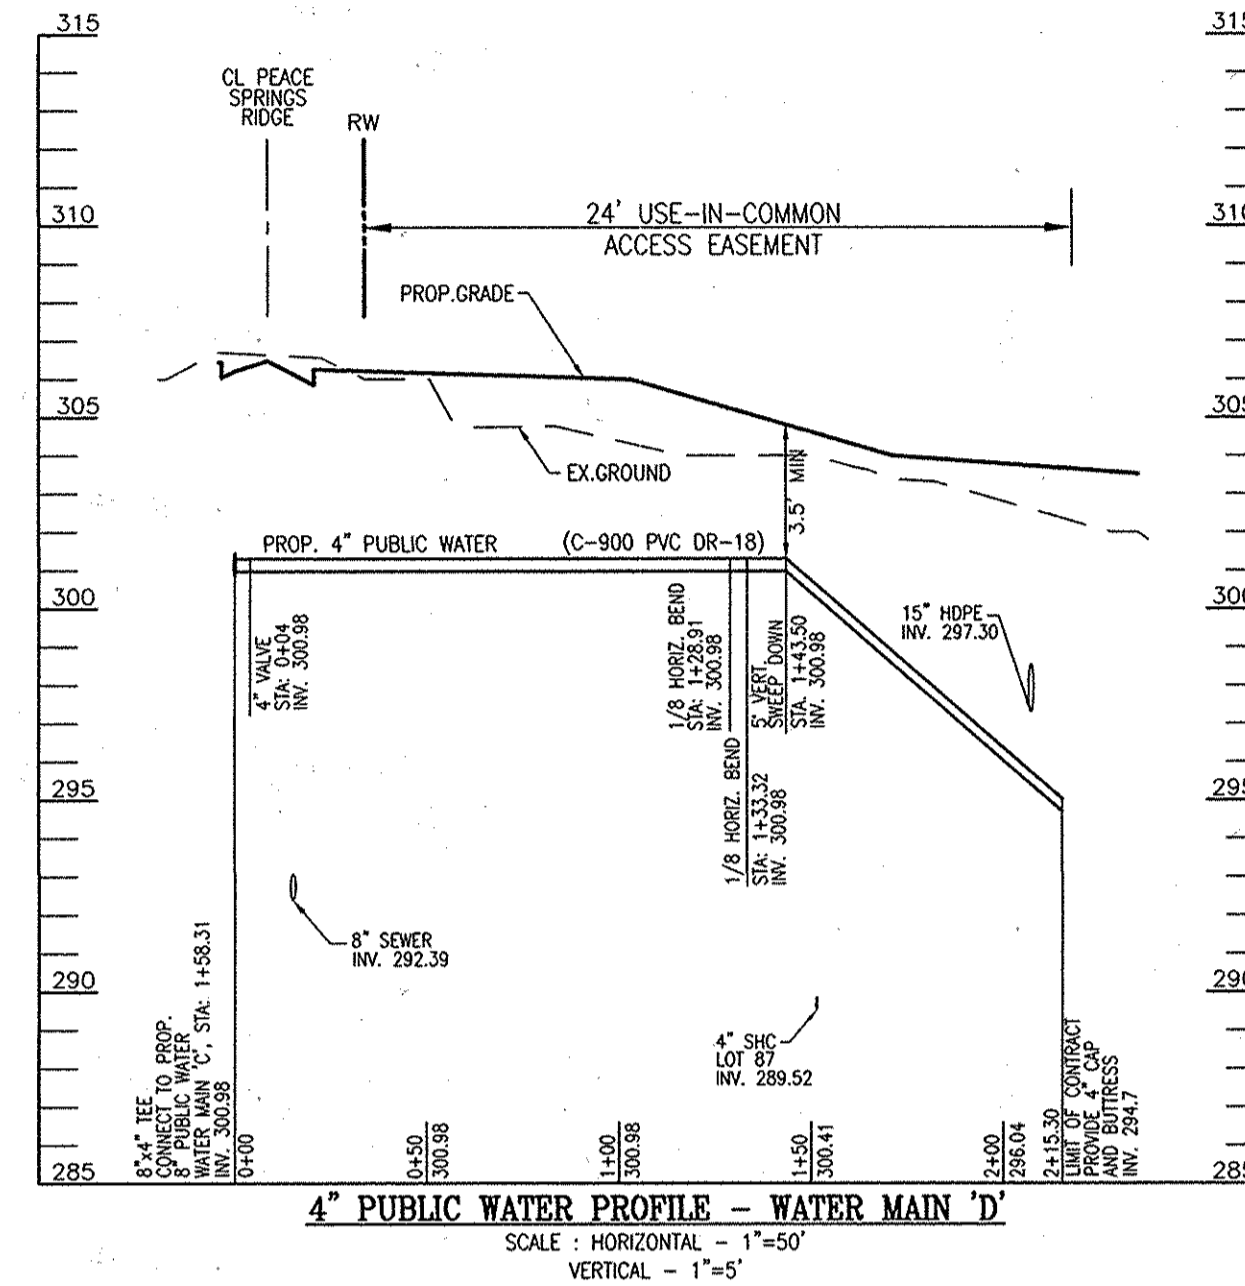 315
315
CL PEACE
SPRINGS
RIDGE
RW
310
310
24' USE-IN-COMMON
ACCESS EASEMENT
PROP.GRADE
305
305
EX.GROUND
3.5' MIN
PROP. 4" PUBLIC WATER (C-900 PVC DR-18)
300
300
4" VALVE
STA: 0+04
INV. 300.98
1/8 HORIZ. BEND
STA: 1+28.91
INV. 300.98
5° VERT.
SWEEP DOWN
STA. 1+43.50
INV. 300.98
15" HDPE
INV. 297.30
1/8 HORIZ. BEND
STA: 1+33.32
INV. 300.98
295
295
8" SEWER
INV. 292.39
290
290
4" SHC
LOT 87
INV. 289.52
8"x4" TEE
CONNECT TO PROP.
8" PUBLIC WATER
WATER MAIN 'C', STA: 1+58.31
INV. 300.98
0+00
0+50
300.98
1+00
300.98
1+50
300.41
2+00
296.04
2+15.30
LIMIT OF CONTRACT
PROVIDE 4" CAP
AND BUTTRESS
INV. 294.7
285
285
4" PUBLIC WATER PROFILE - WATER MAIN 'D'
SCALE : HORIZONTAL - 1"=50'
VERTICAL - 1"=5'